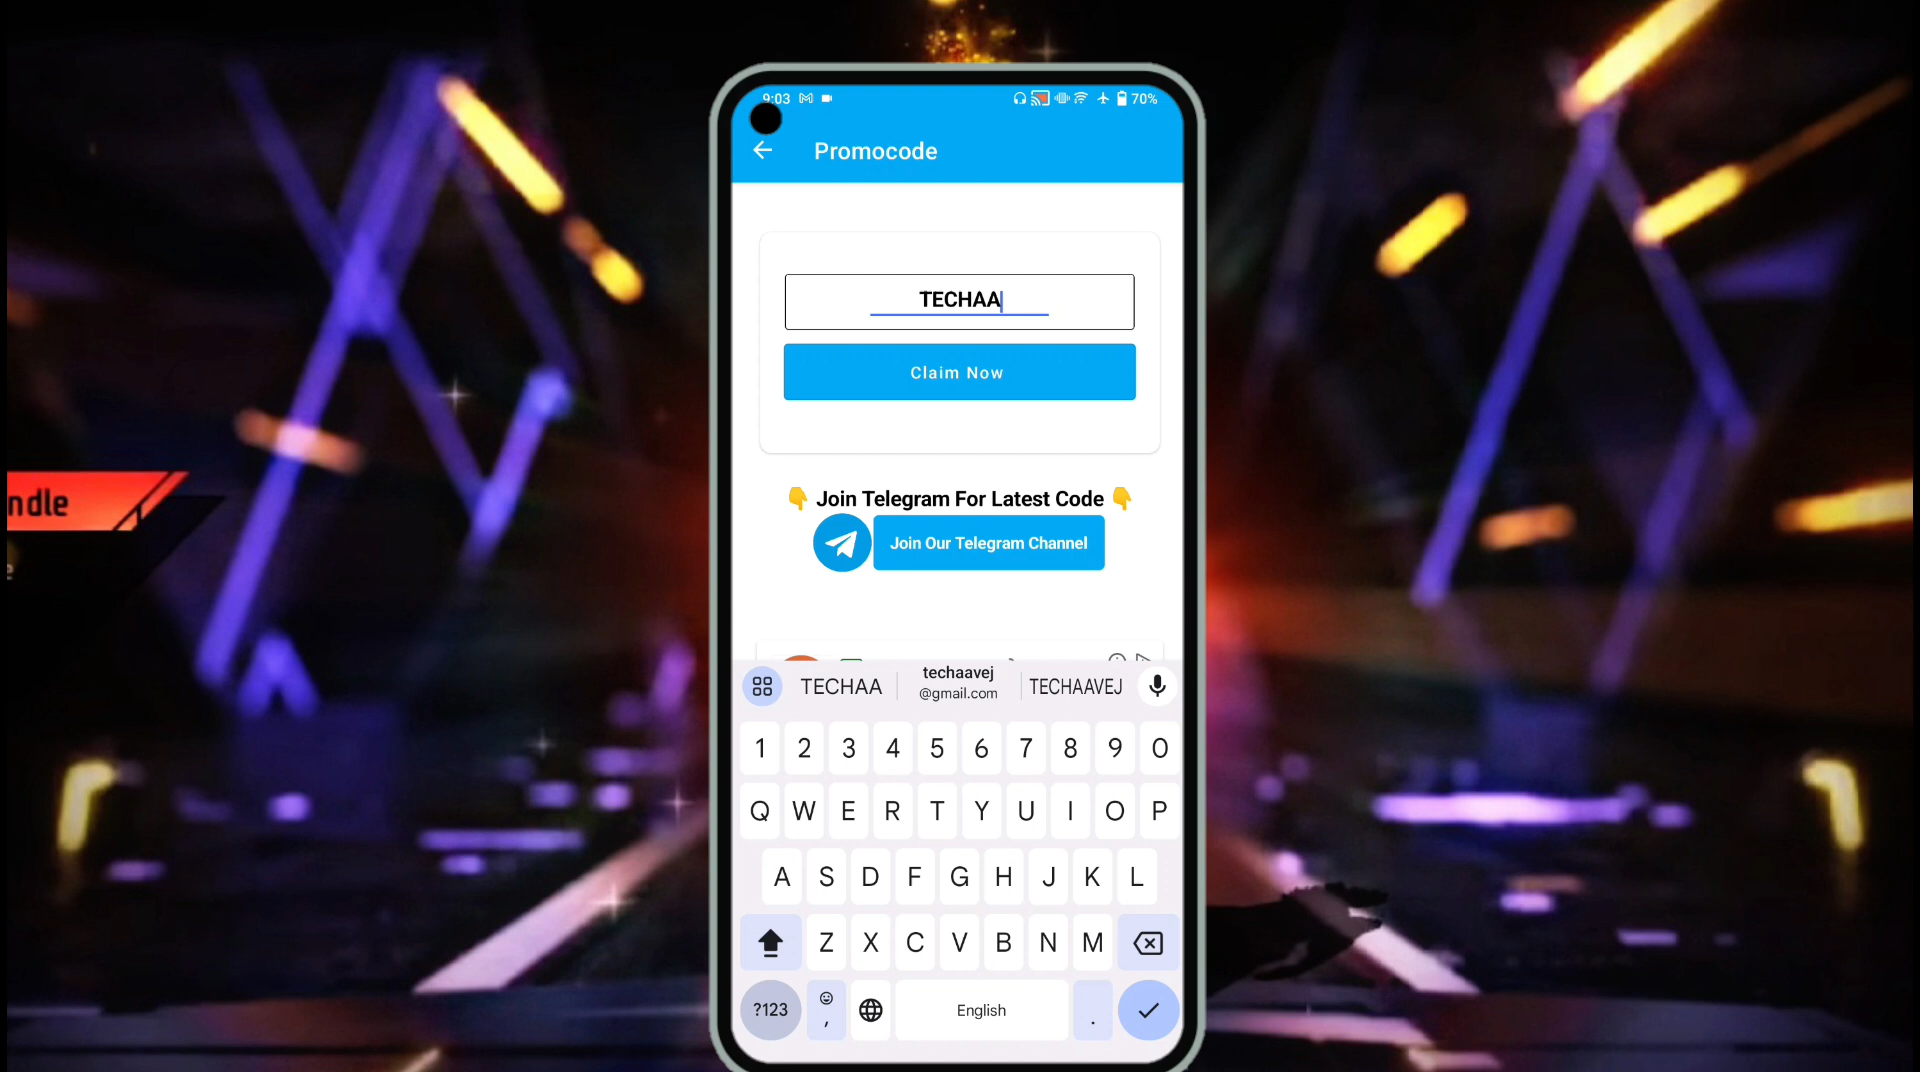 9:03
70%
Promocode
TECHAA
Claim Now
👇 Join Telegram For Latest Code 👇
Join Our Telegram Channel
ndle
e
TECHAA
techaavej
@gmail.com
TECHAAVEJ
1 2 3 4 5 6 7 8 9 0
Q W E R T Y U I O P
A S D F G H J K L
Z X C V B N M
?123
,
English
.